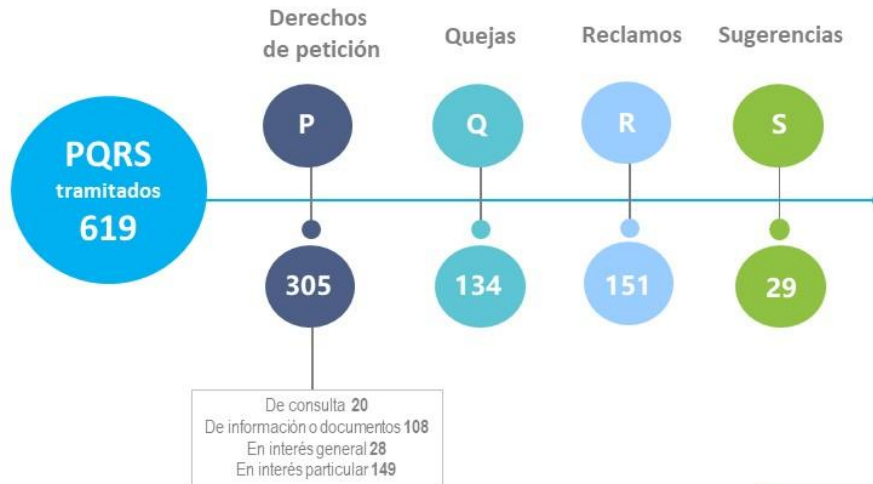 Derechos
de petición
Quejas
Reclamos
Sugerencias
P
Q
R
S
PQRS
tramitados
619
305
134
151
29
De consulta 20
De información o documentos 108
En interés general 28
En interés particular 149